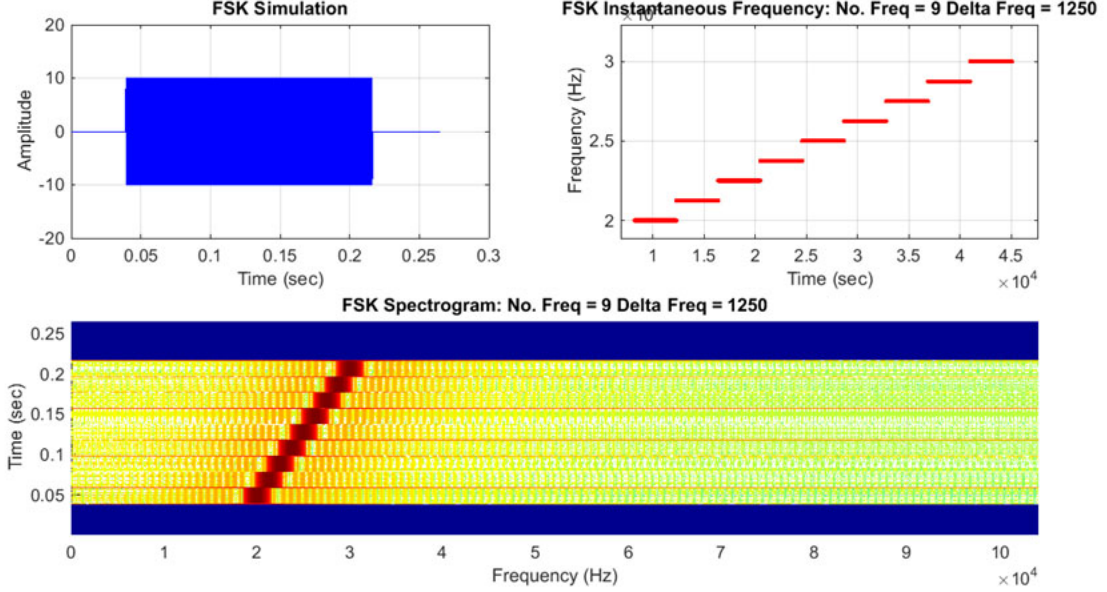 FSK Simulation
20
10
0
-10
-20
Amplitude
0 0.05 0.1 0.15 0.2 0.25 0.3
Time (sec)
FSK Instantaneous Frequency: No. Freq = 9 Delta Freq = 1250
3
2.5
2
Frequency (Hz)
1 1.5 2 2.5 3 3.5 4 4.5
Time (sec)
×10⁴
FSK Spectrogram: No. Freq = 9 Delta Freq = 1250
0.25
0.2
0.15
0.1
0.05
Time (sec)
0 1 2 3 4 5 6 7 8 9 10
Frequency (Hz)
×10⁴